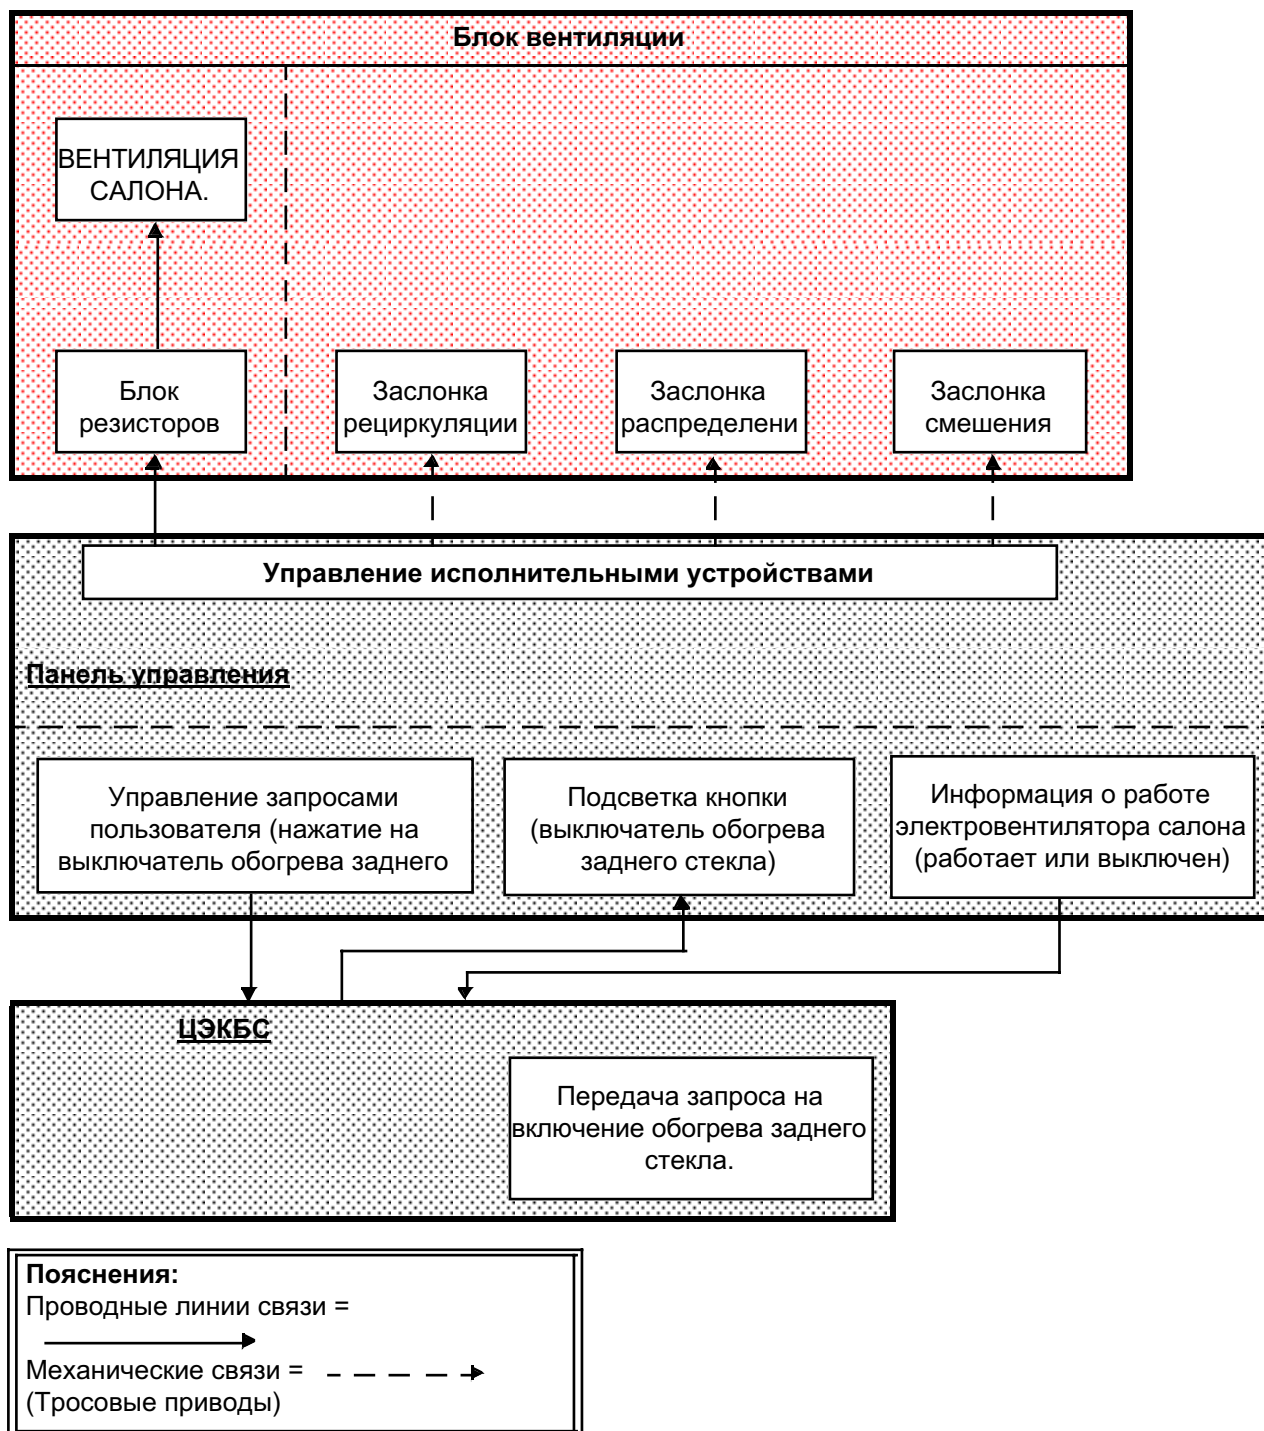 Блок вентиляции
ВЕНТИЛЯЦИЯ
САЛОНА.
Блок
резисторов
Заслонка
рециркуляции
Заслонка
распределени
Заслонка
смешения
Управление исполнительными устройствами
Панель управления
Управление запросами
пользователя (нажатие на
выключатель обогрева заднего
Подсветка кнопки
(выключатель обогрева
заднего стекла)
Информация о работе
электровентилятора салона
(работает или выключен)
ЦЭКБС
Передача запроса на
включение обогрева заднего
стекла.
Пояснения:
Проводные линии связи =
Механические связи =
(Тросовые приводы)